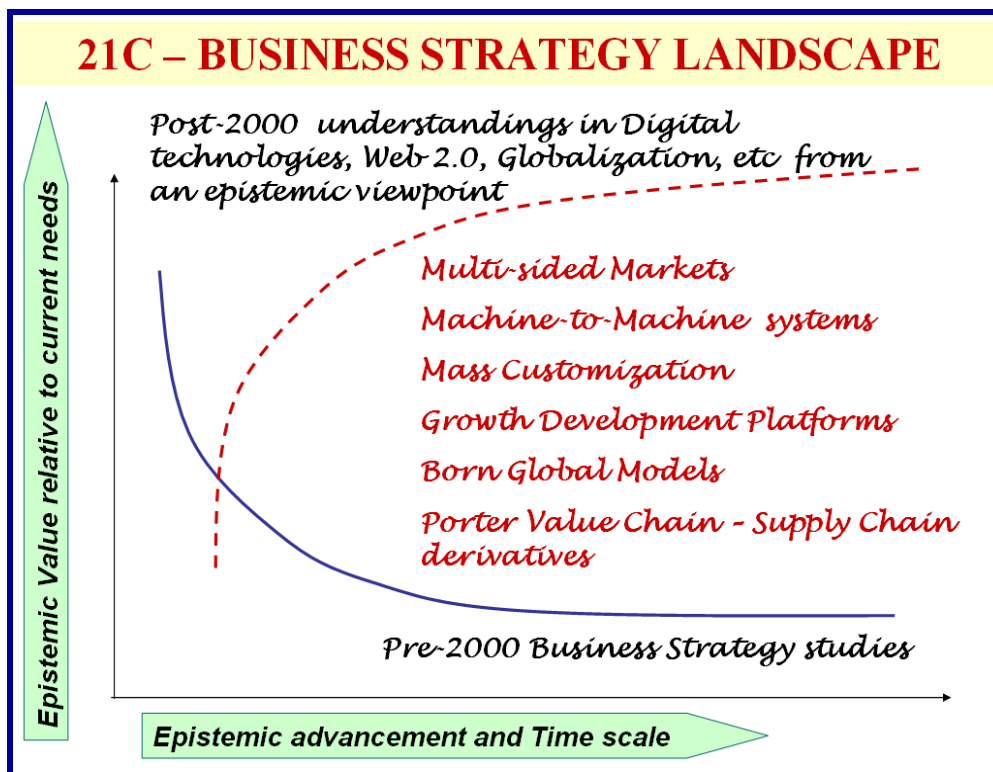 21C – BUSINESS STRATEGY LANDSCAPE
Post-2000 understandings in Digital
technologies, Web 2.0, Globalization, etc from
an epistemic viewpoint
Epistemic Value relative to current needs
Multi-sided Markets
Machine-to-Machine systems
Mass Customization
Growth Development Platforms
Born Global Models
Porter Value Chain – Supply Chain
derivatives
Pre-2000 Business Strategy studies
Epistemic advancement and Time scale